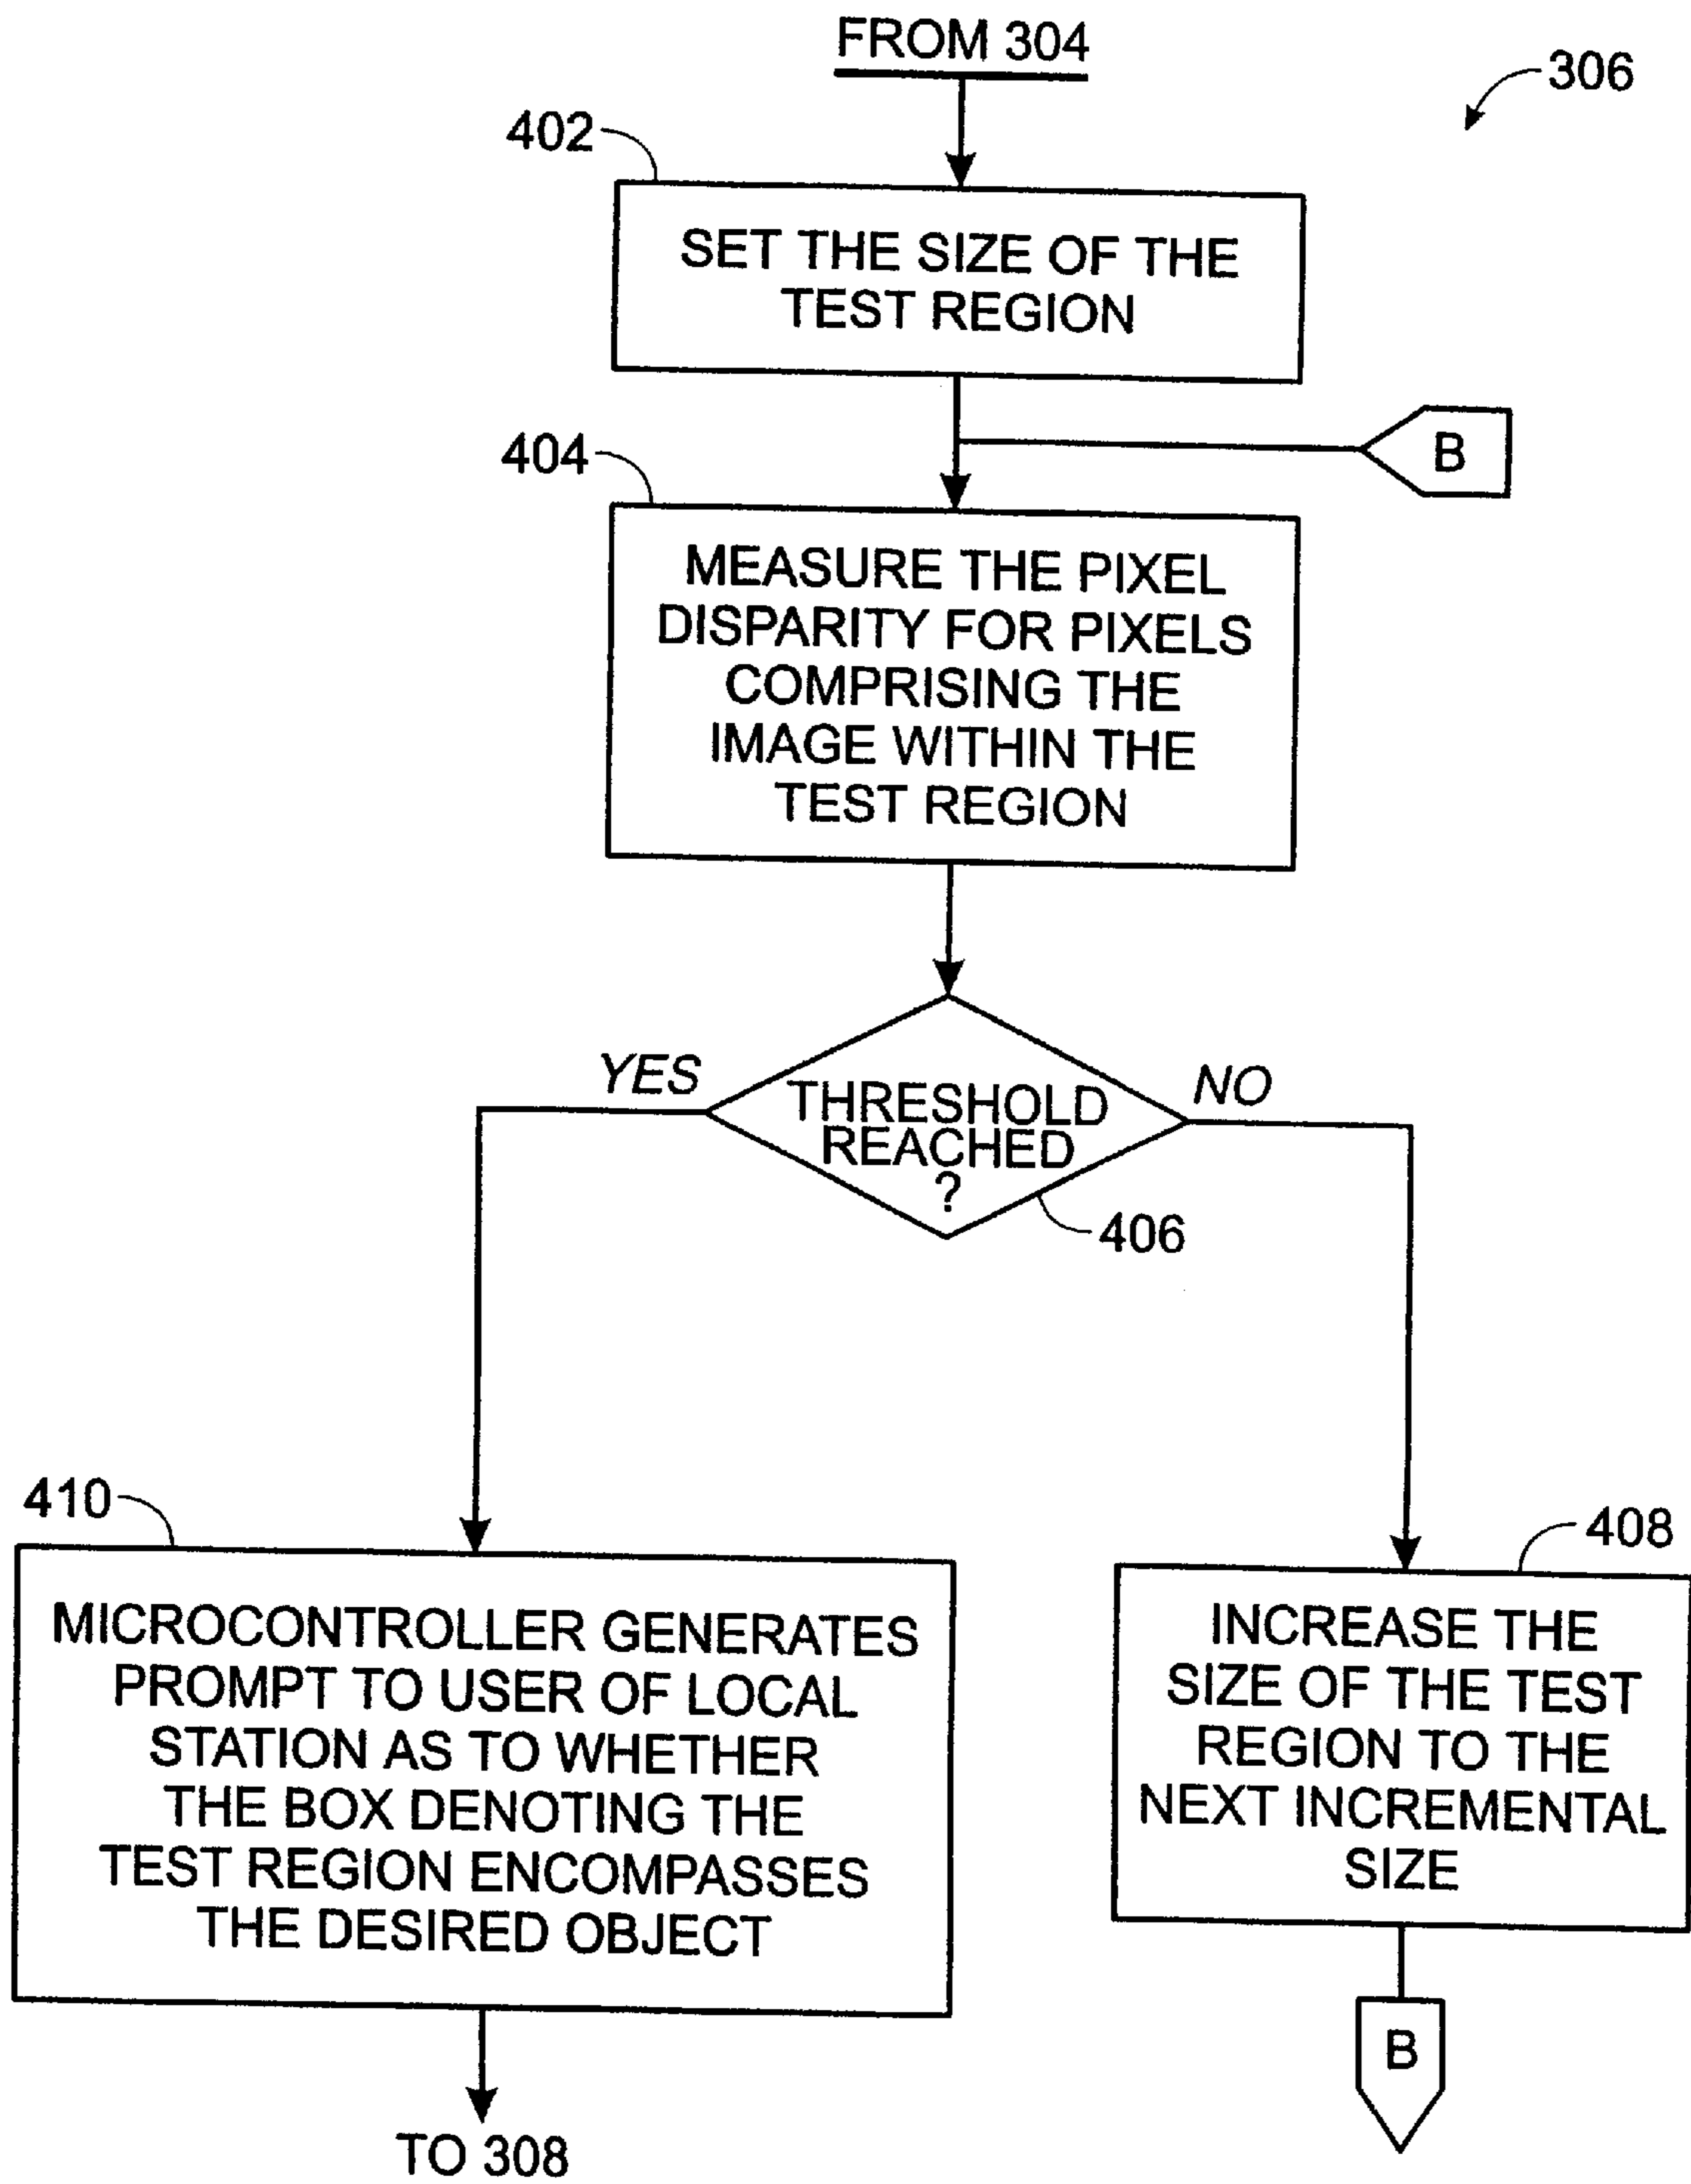 FROM 304
306
402
SET THE SIZE OF THE
TEST REGION
B
404
MEASURE THE PIXEL
DISPARITY FOR PIXELS
COMPRISING THE
IMAGE WITHIN THE
TEST REGION
YES
NO
THRESHOLD
REACHED
?
406
410
MICROCONTROLLER GENERATES
PROMPT TO USER OF LOCAL
STATION AS TO WHETHER
THE BOX DENOTING THE
TEST REGION ENCOMPASSES
THE DESIRED OBJECT
408
INCREASE THE
SIZE OF THE TEST
REGION TO THE
NEXT INCREMENTAL
SIZE
B
TO 308